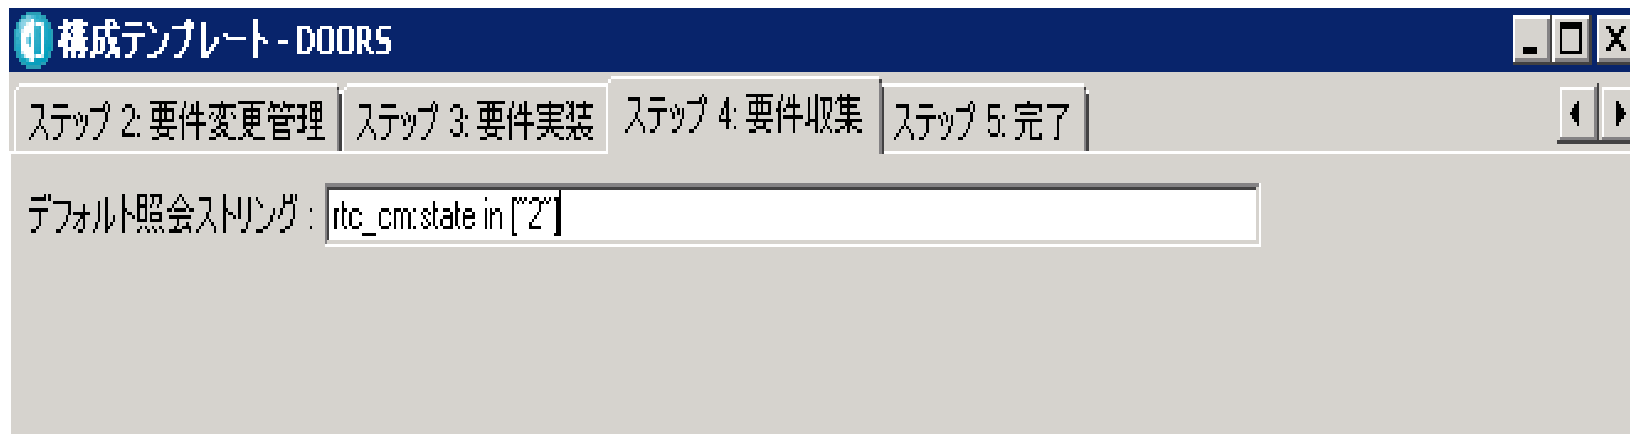 構成テンプレート - DOORS
ステップ 2: 要件変更管理 ステップ 3: 要件実装 ステップ 4: 要件収集 ステップ 5: 完了
デフォルト照会ストリング : rtc_cm:state in ["2"]